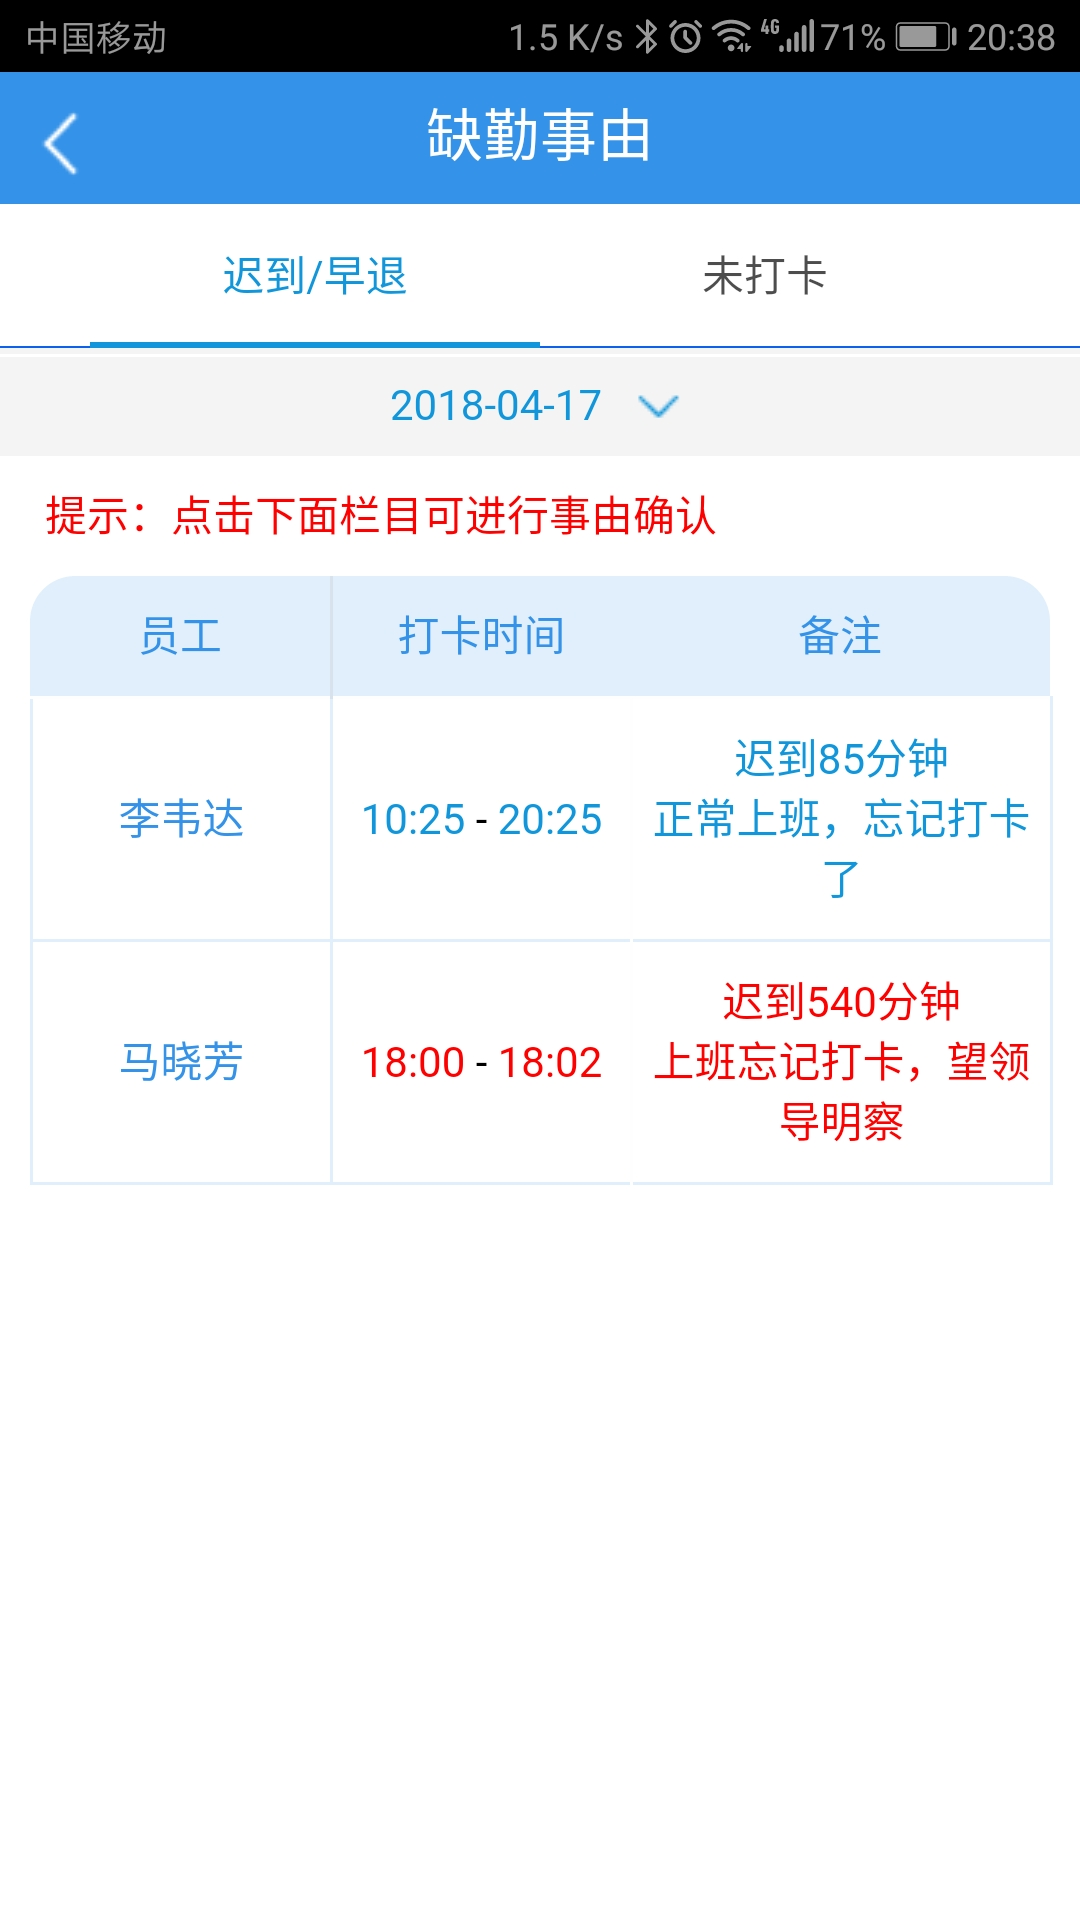 中国移动 1.5 K/s 4G 71% 20:38
缺勤事由
迟到/早退 未打卡
2018-04-17
提示：点击下面栏目可进行事由确认
员工 打卡时间 备注
李韦达 10:25 - 20:25 迟到85分钟
正常上班，忘记打卡
了
马晓芳 18:00 - 18:02 迟到540分钟
上班忘记打卡，望领
导明察